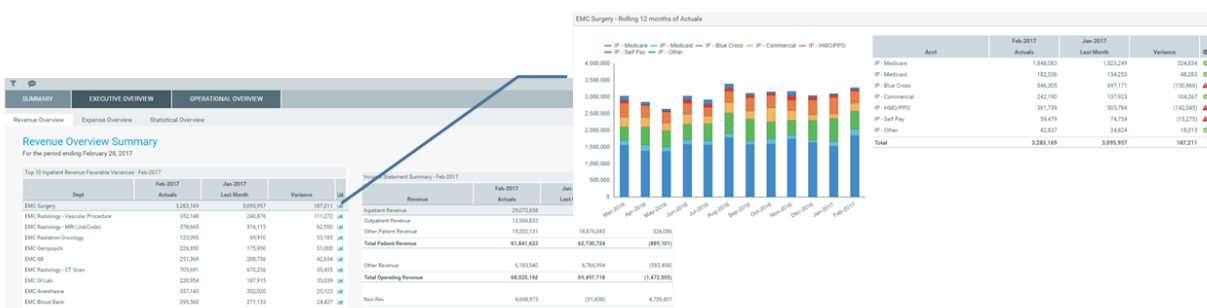 EMC Surgery - Rolling 12 months of Actuals
IP - Medicare IP - Medicaid IP - Blue Cross IP - Commercial IP - HMO/PPO
IP - Self Pay IP - Other
4,000,000
3,500,000
3,000,000
2,500,000
2,000,000
1,500,000
1,000,000
500,000
0
Mar-2016 Apr-2016 May-2016 Jun-2016 Jul-2016 Aug-2016 Sep-2016 Oct-2016 Nov-2016 Dec-2016 Jan-2017 Feb-2017
Feb-2017 Jan-2017
Acct Actuals Last Month Variance
IP - Medicare 1,848,083 1,523,249 324,834
IP - Medicaid 182,536 134,253 48,283
IP - Blue Cross 546,305 697,171 (150,866)
IP - Commercial 242,190 137,923 104,267
IP - HMO/PPO 361,739 503,784 (142,045)
IP - Self Pay 59,479 74,754 (15,275)
IP - Other 42,837 24,824 18,013
Total 3,283,169 3,095,957 187,211
SUMMARY EXECUTIVE OVERVIEW OPERATIONAL OVERVIEW
Revenue Overview Expense Overview Statistical Overview
Revenue Overview Summary
For the period ending February 28, 2017
Top 10 Inpatient Revenue Favorable Variances - Feb-2017
Feb-2017 Jan-2017
Dept Actuals Last Month Variance
EMC Surgery 3,283,169 3,095,957 187,211
EMC Radiology - Vascular Procedure 352,148 240,876 111,272
EMC Radiology - MRI (JobCode) 378,665 316,115 62,550
EMC Radiation Oncology 123,095 69,910 53,185
EMC Geropsych 226,950 175,950 51,000
EMC 6B 251,369 208,736 42,634
EMC Radiology - CT Scan 705,691 670,236 35,455
EMC GI Lab 220,954 187,915 33,039
EMC Anesthesia 357,143 332,020 25,123
EMC Blood Bank 295,560 271,133 24,427
Income Statement Summary - Feb-2017
Feb-2017 Jan-
Revenue Actuals Last M
Inpatient Revenue 29,072,658
Outpatient Revenue 13,566,833
Other Patient Revenue 19,202,131 18,876,045 326,086
Total Patient Revenue 61,841,623 62,730,724 (889,101)
Other Revenue 6,183,540 6,766,994 (583,454)
Total Operating Revenue 68,025,162 69,497,718 (1,472,555)
Non Rev 4,698,973 (31,458) 4,730,431